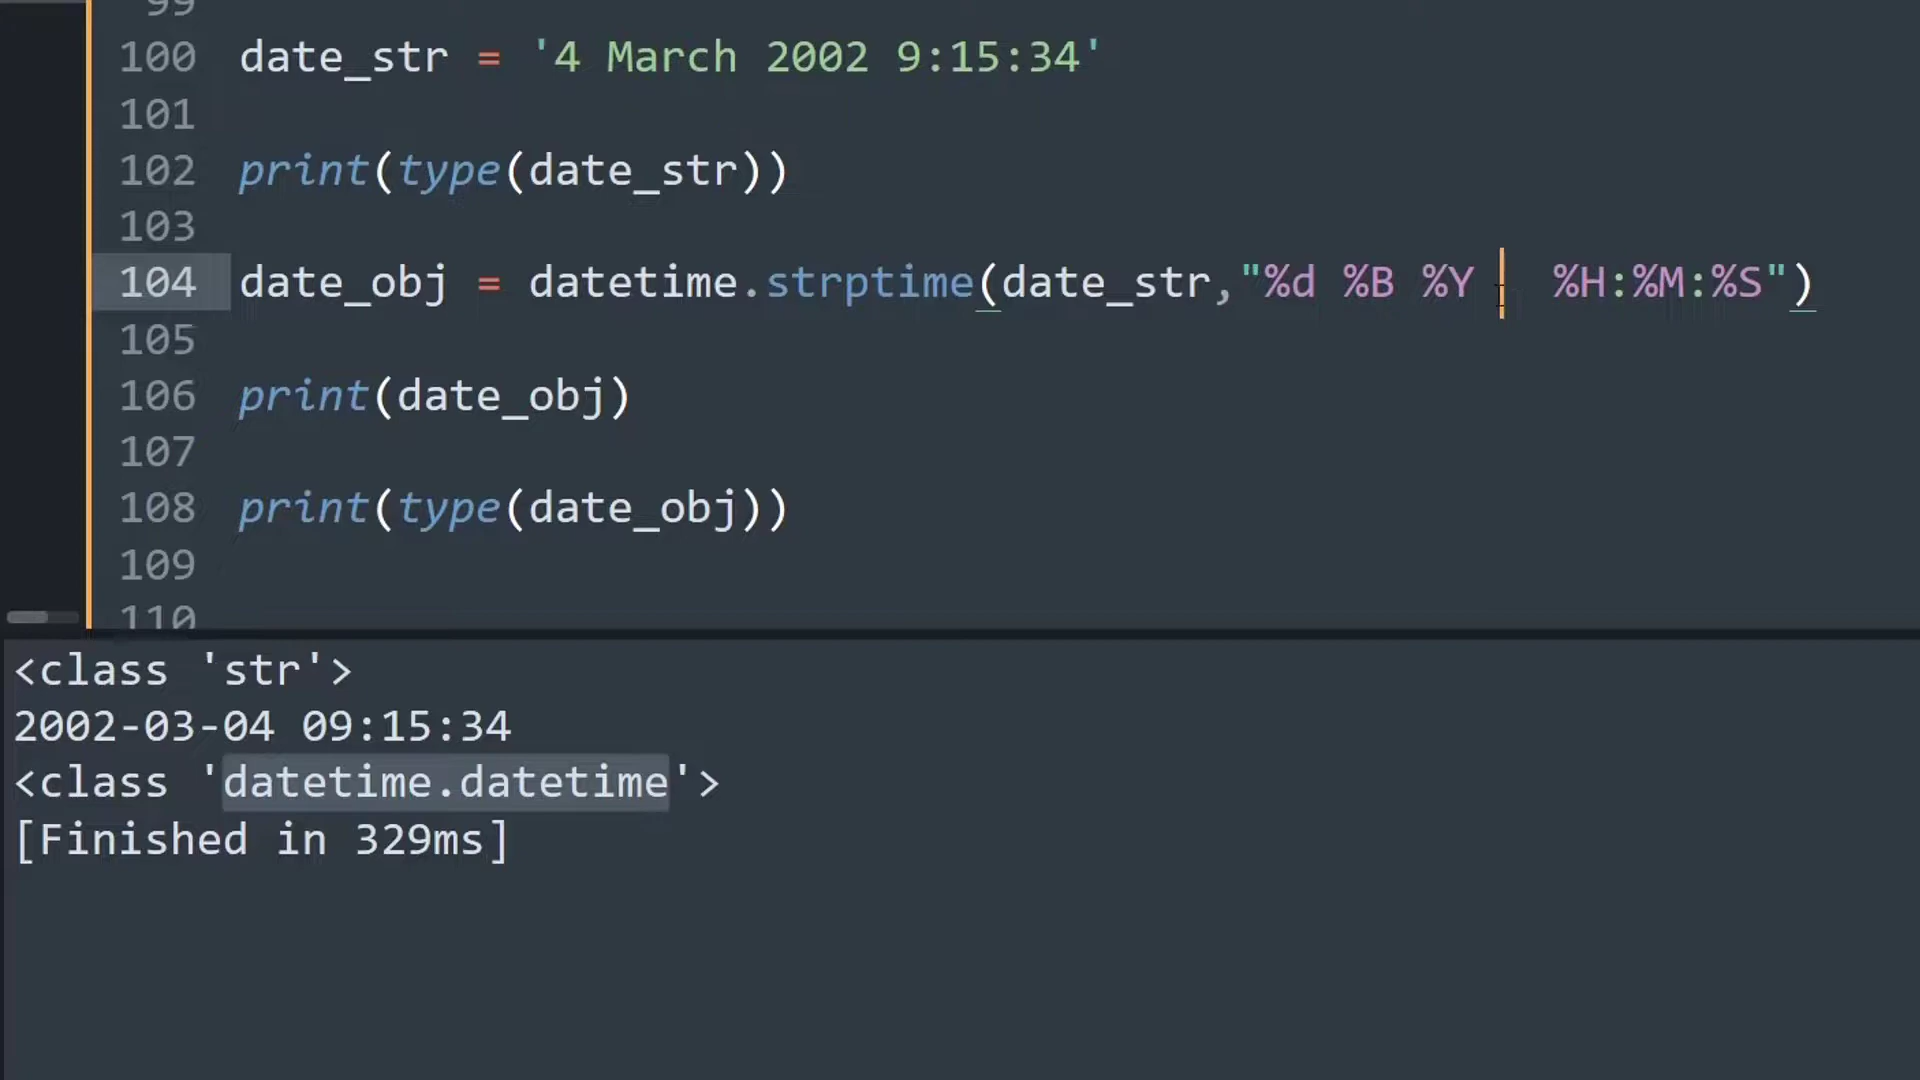 99
100 date_str = '4 March 2002 9:15:34'
101
102 print(type(date_str))
103
104 date_obj = datetime.strptime(date_str,"%d %B %Y   %H:%M:%S")
105
106 print(date_obj)
107
108 print(type(date_obj))
109
110
<class 'str'>
2002-03-04 09:15:34
<class 'datetime.datetime'>
[Finished in 329ms]